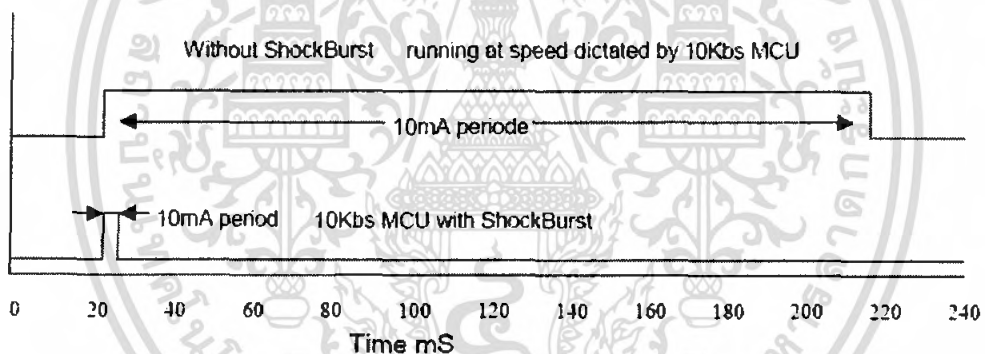 Without ShockBurst running at speed dictated by 10Kbs MCU
10mA periode
10mA period 10Kbs MCU with ShockBurst
0 20 40 60 80 100 120 140 160 180 200 220 240
Time mS